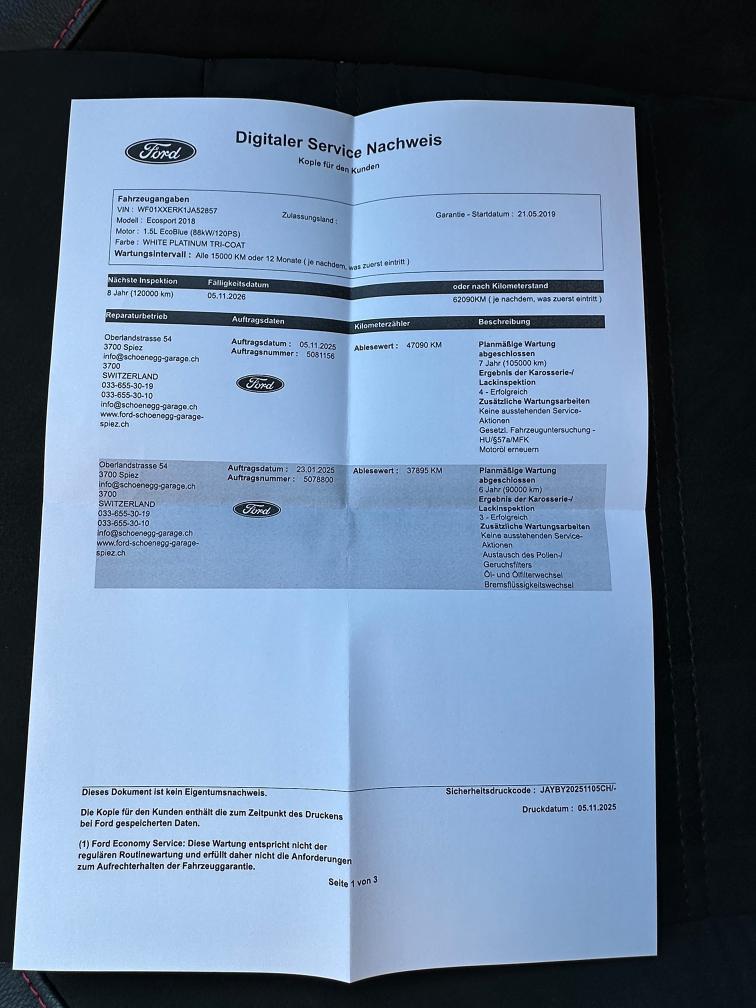 Ford
Digitaler Service Nachweis
Kopie für den Kunden
Fahrzeugangaben
VIN : WF01XXERK1JA52857
Zulassungsland :
Garantie - Startdatum : 21.05.2019
Modell : Ecosport 2018
Motor : 1.5L EcoBlue (88kW/120PS)
Farbe : WHITE PLATINUM TRI-COAT
Wartungsintervall : Alle 15000 KM oder 12 Monate ( je nachdem, was zuerst eintritt )
Nächste Inspektion Fälligkeitsdatum oder nach Kilometerstand
8 Jahr (120000 km) 05.11.2026 62090KM ( je nachdem, was zuerst eintritt )
Reparaturbetrieb Auftragsdaten Kilometerzähler Beschreibung
Oberlandstrasse 54
3700 Spiez
info@schoenegg-garage.ch
3700
SWITZERLAND
033-655-30-19
033-655-30-10
info@schoenegg-garage.ch
www.ford-schoenegg-garage-
spiez.ch
Auftragsdatum : 05.11.2025
Auftragsnummer : 5081156
Ford
Ablesewert : 47090 KM
Planmäßige Wartung
abgeschlossen
7 Jahr (105000 km)
Ergebnis der Karosserie-/
Lackinspektion
4 - Erfolgreich
Zusätzliche Wartungsarbeiten
Keine ausstehenden Service-
Aktionen
Gesetzl. Fahrzeuguntersuchung -
HU/§57a/MFK
Motoröl erneuern
Oberlandstrasse 54
3700 Spiez
info@schoenegg-garage.ch
3700
SWITZERLAND
033-655-30-19
033-655-30-10
info@schoenegg-garage.ch
www.ford-schoenegg-garage-
spiez.ch
Auftragsdatum : 23.01.2025
Auftragsnummer : 5078800
Ford
Ablesewert : 37895 KM
Planmäßige Wartung
abgeschlossen
6 Jahr (90000 km)
Ergebnis der Karosserie-/
Lackinspektion
3 - Erfolgreich
Zusätzliche Wartungsarbeiten
Keine ausstehenden Service-
Aktionen
Austausch des Pollen-/
Geruchsfilters
Öl- und Ölfilterwechsel
Bremsflüssigkeitswechsel
Dieses Dokument ist kein Eigentumsnachweis.
Sicherheitsdruckcode : JAYBY20251105CH/-
Die Kopie für den Kunden enthält die zum Zeitpunkt des Druckens
bei Ford gespeicherten Daten.
Druckdatum : 05.11.2025
(1) Ford Economy Service: Diese Wartung entspricht nicht der
regulären Routinewartung und erfüllt daher nicht die Anforderungen
zum Aufrechterhalten der Fahrzeuggarantie.
Seite 1 von 3